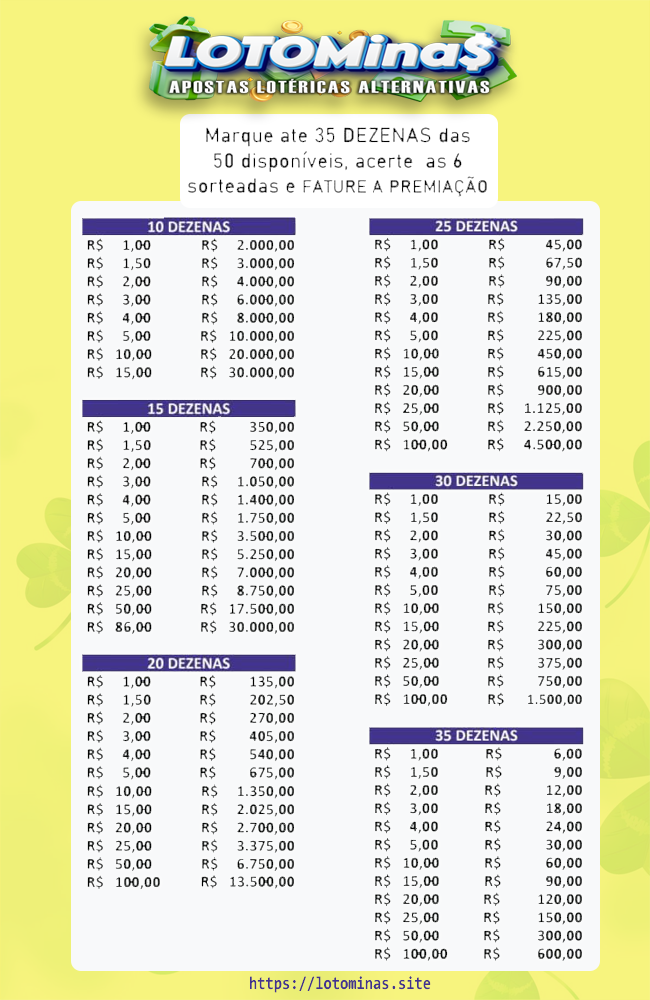 LOTOMina$
APOSTAS LOTÉRICAS ALTERNATIVAS
Marque ate 35 DEZENAS das
50 disponíveis, acerte as 6
sorteadas e FATURE A PREMIAÇÃO
10 DEZENAS
R$ 1,00 R$ 2.000,00
R$ 1,50 R$ 3.000,00
R$ 2,00 R$ 4.000,00
R$ 3,00 R$ 6.000,00
R$ 4,00 R$ 8.000,00
R$ 5,00 R$ 10.000,00
R$ 10,00 R$ 20.000,00
R$ 15,00 R$ 30.000,00
15 DEZENAS
R$ 1,00 R$ 350,00
R$ 1,50 R$ 525,00
R$ 2,00 R$ 700,00
R$ 3,00 R$ 1.050,00
R$ 4,00 R$ 1.400,00
R$ 5,00 R$ 1.750,00
R$ 10,00 R$ 3.500,00
R$ 15,00 R$ 5.250,00
R$ 20,00 R$ 7.000,00
R$ 25,00 R$ 8.750,00
R$ 50,00 R$ 17.500,00
R$ 86,00 R$ 30.000,00
20 DEZENAS
R$ 1,00 R$ 135,00
R$ 1,50 R$ 202,50
R$ 2,00 R$ 270,00
R$ 3,00 R$ 405,00
R$ 4,00 R$ 540,00
R$ 5,00 R$ 675,00
R$ 10,00 R$ 1.350,00
R$ 15,00 R$ 2.025,00
R$ 20,00 R$ 2.700,00
R$ 25,00 R$ 3.375,00
R$ 50,00 R$ 6.750,00
R$ 100,00 R$ 13.500,00
25 DEZENAS
R$ 1,00 R$ 45,00
R$ 1,50 R$ 67,50
R$ 2,00 R$ 90,00
R$ 3,00 R$ 135,00
R$ 4,00 R$ 180,00
R$ 5,00 R$ 225,00
R$ 10,00 R$ 450,00
R$ 15,00 R$ 615,00
R$ 20,00 R$ 900,00
R$ 25,00 R$ 1.125,00
R$ 50,00 R$ 2.250,00
R$ 100,00 R$ 4.500,00
30 DEZENAS
R$ 1,00 R$ 15,00
R$ 1,50 R$ 22,50
R$ 2,00 R$ 30,00
R$ 3,00 R$ 45,00
R$ 4,00 R$ 60,00
R$ 5,00 R$ 75,00
R$ 10,00 R$ 150,00
R$ 15,00 R$ 225,00
R$ 20,00 R$ 300,00
R$ 25,00 R$ 375,00
R$ 50,00 R$ 750,00
R$ 100,00 R$ 1.500,00
35 DEZENAS
R$ 1,00 R$ 6,00
R$ 1,50 R$ 9,00
R$ 2,00 R$ 12,00
R$ 3,00 R$ 18,00
R$ 4,00 R$ 24,00
R$ 5,00 R$ 30,00
R$ 10,00 R$ 60,00
R$ 15,00 R$ 90,00
R$ 20,00 R$ 120,00
R$ 25,00 R$ 150,00
R$ 50,00 R$ 300,00
R$ 100,00 R$ 600,00
https://lotominas.site